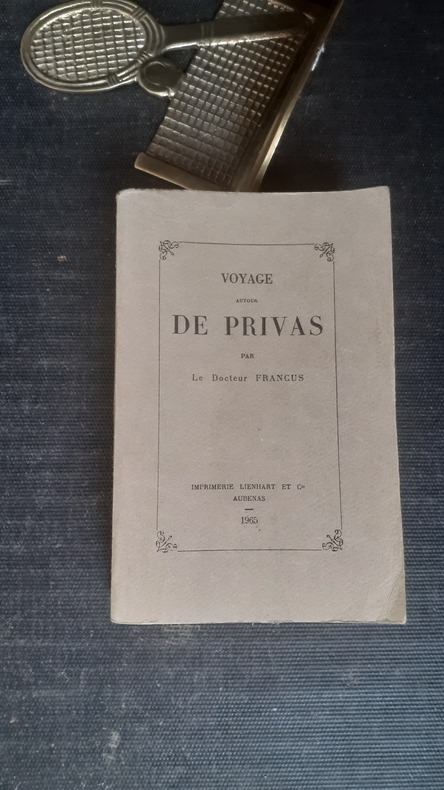 VOYAGE
AUTOUR
DE PRIVAS
PAR
Le Docteur FRANCUS
IMPRIMERIE LIENHART ET Cie
AUBENAS
1965